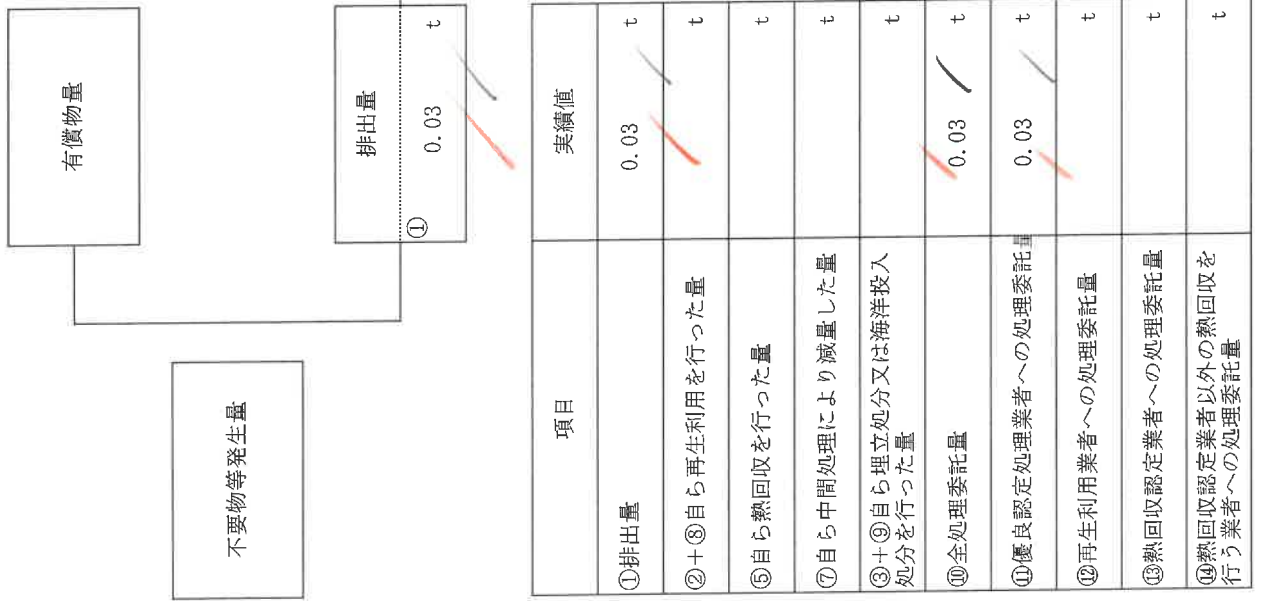 有償物量
不要物等発生量
排出量
① 0.03 t
項目 実績値
①排出量 0.03 t
②+⑧自ら再生利用を行った量 t
⑤自ら熱回収を行った量 t
⑦自ら中間処理により減量した量 t
③+⑨自ら埋立処分又は海洋投入
処分を行った量 t
⑩全処理委託量 0.03 t
⑪優良認定処理業者への処理委託量 0.03 t
⑫再生利用業者への処理委託量 t
⑬熱回収認定業者への処理委託量 t
⑭熱回収認定業者以外の熱回収を
行う業者への処理委託量 t